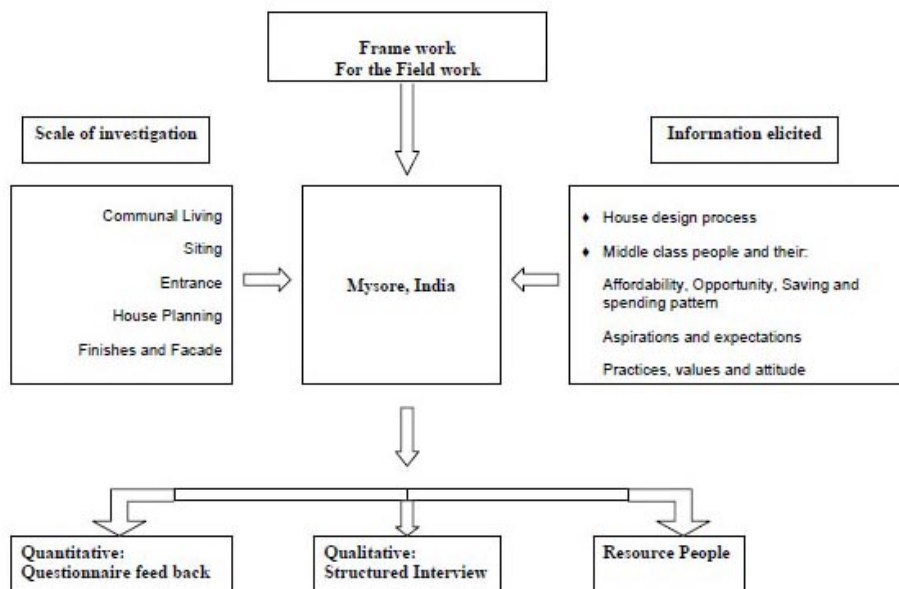 Frame work
For the Field work
Scale of investigation
Information elicited
Communal Living
Siting
Entrance
House Planning
Finishes and Facade
Mysore, India
♦ House design process
♦ Middle class people and their:
Affordability, Opportunity, Saving and
spending pattern
Aspirations and expectations
Practices, values and attitude
Quantitative:
Questionnaire feed back
Qualitative:
Structured Interview
Resource People